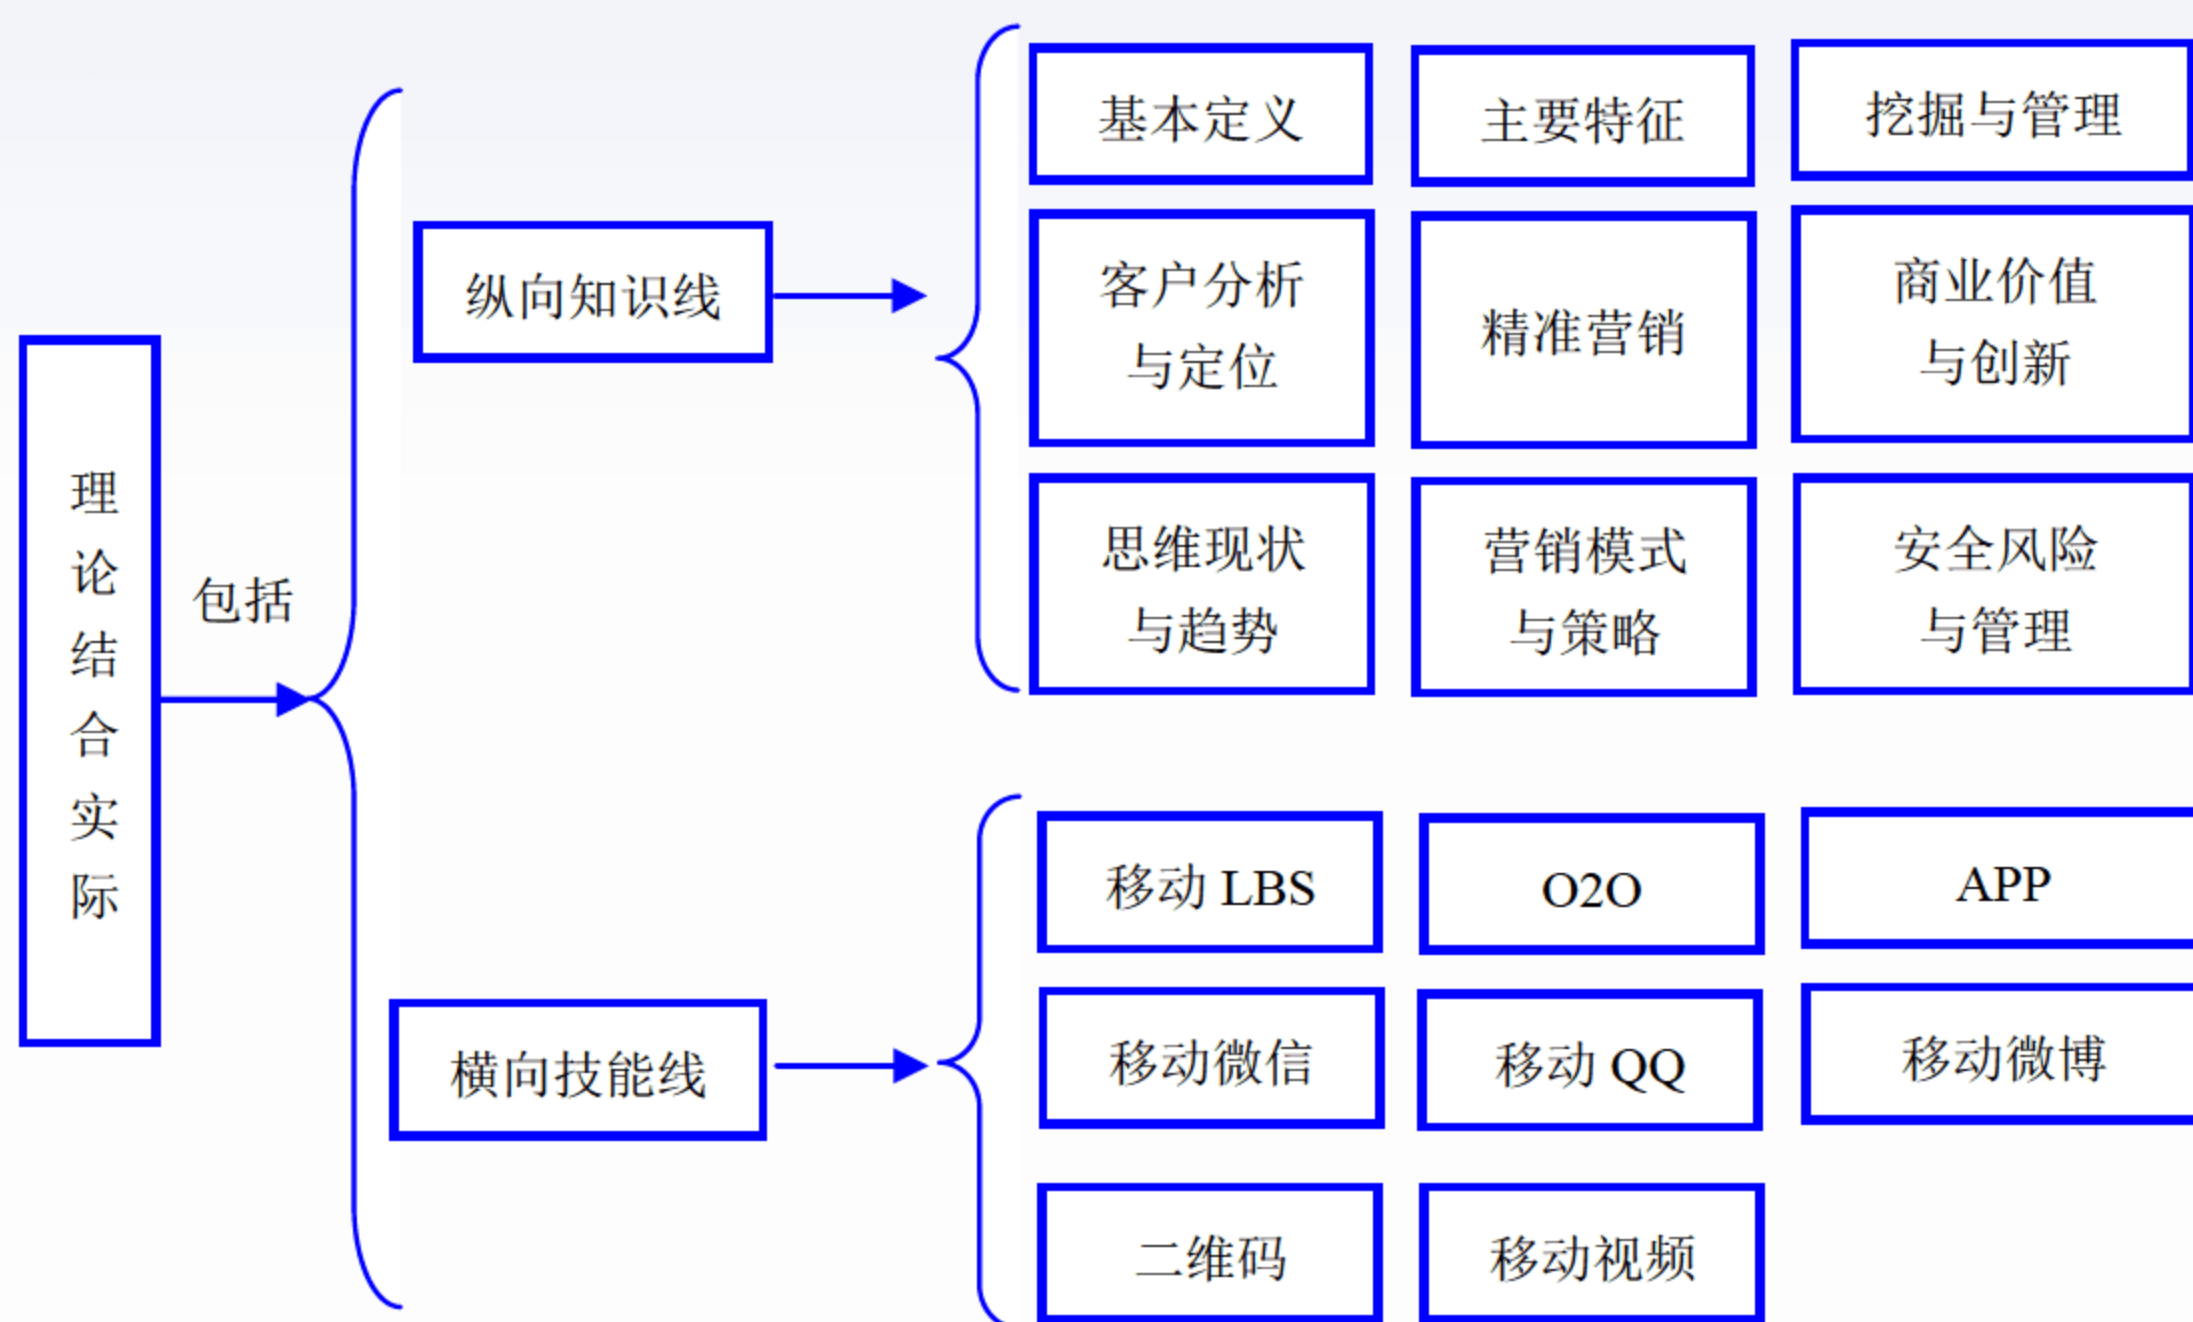 理
论
结
合
实
际
包括
纵向知识线
基本定义
主要特征
挖掘与管理
客户分析
与定位
精准营销
商业价值
与创新
思维现状
与趋势
营销模式
与策略
安全风险
与管理
横向技能线
移动 LBS
O2O
APP
移动微信
移动 QQ
移动微博
二维码
移动视频